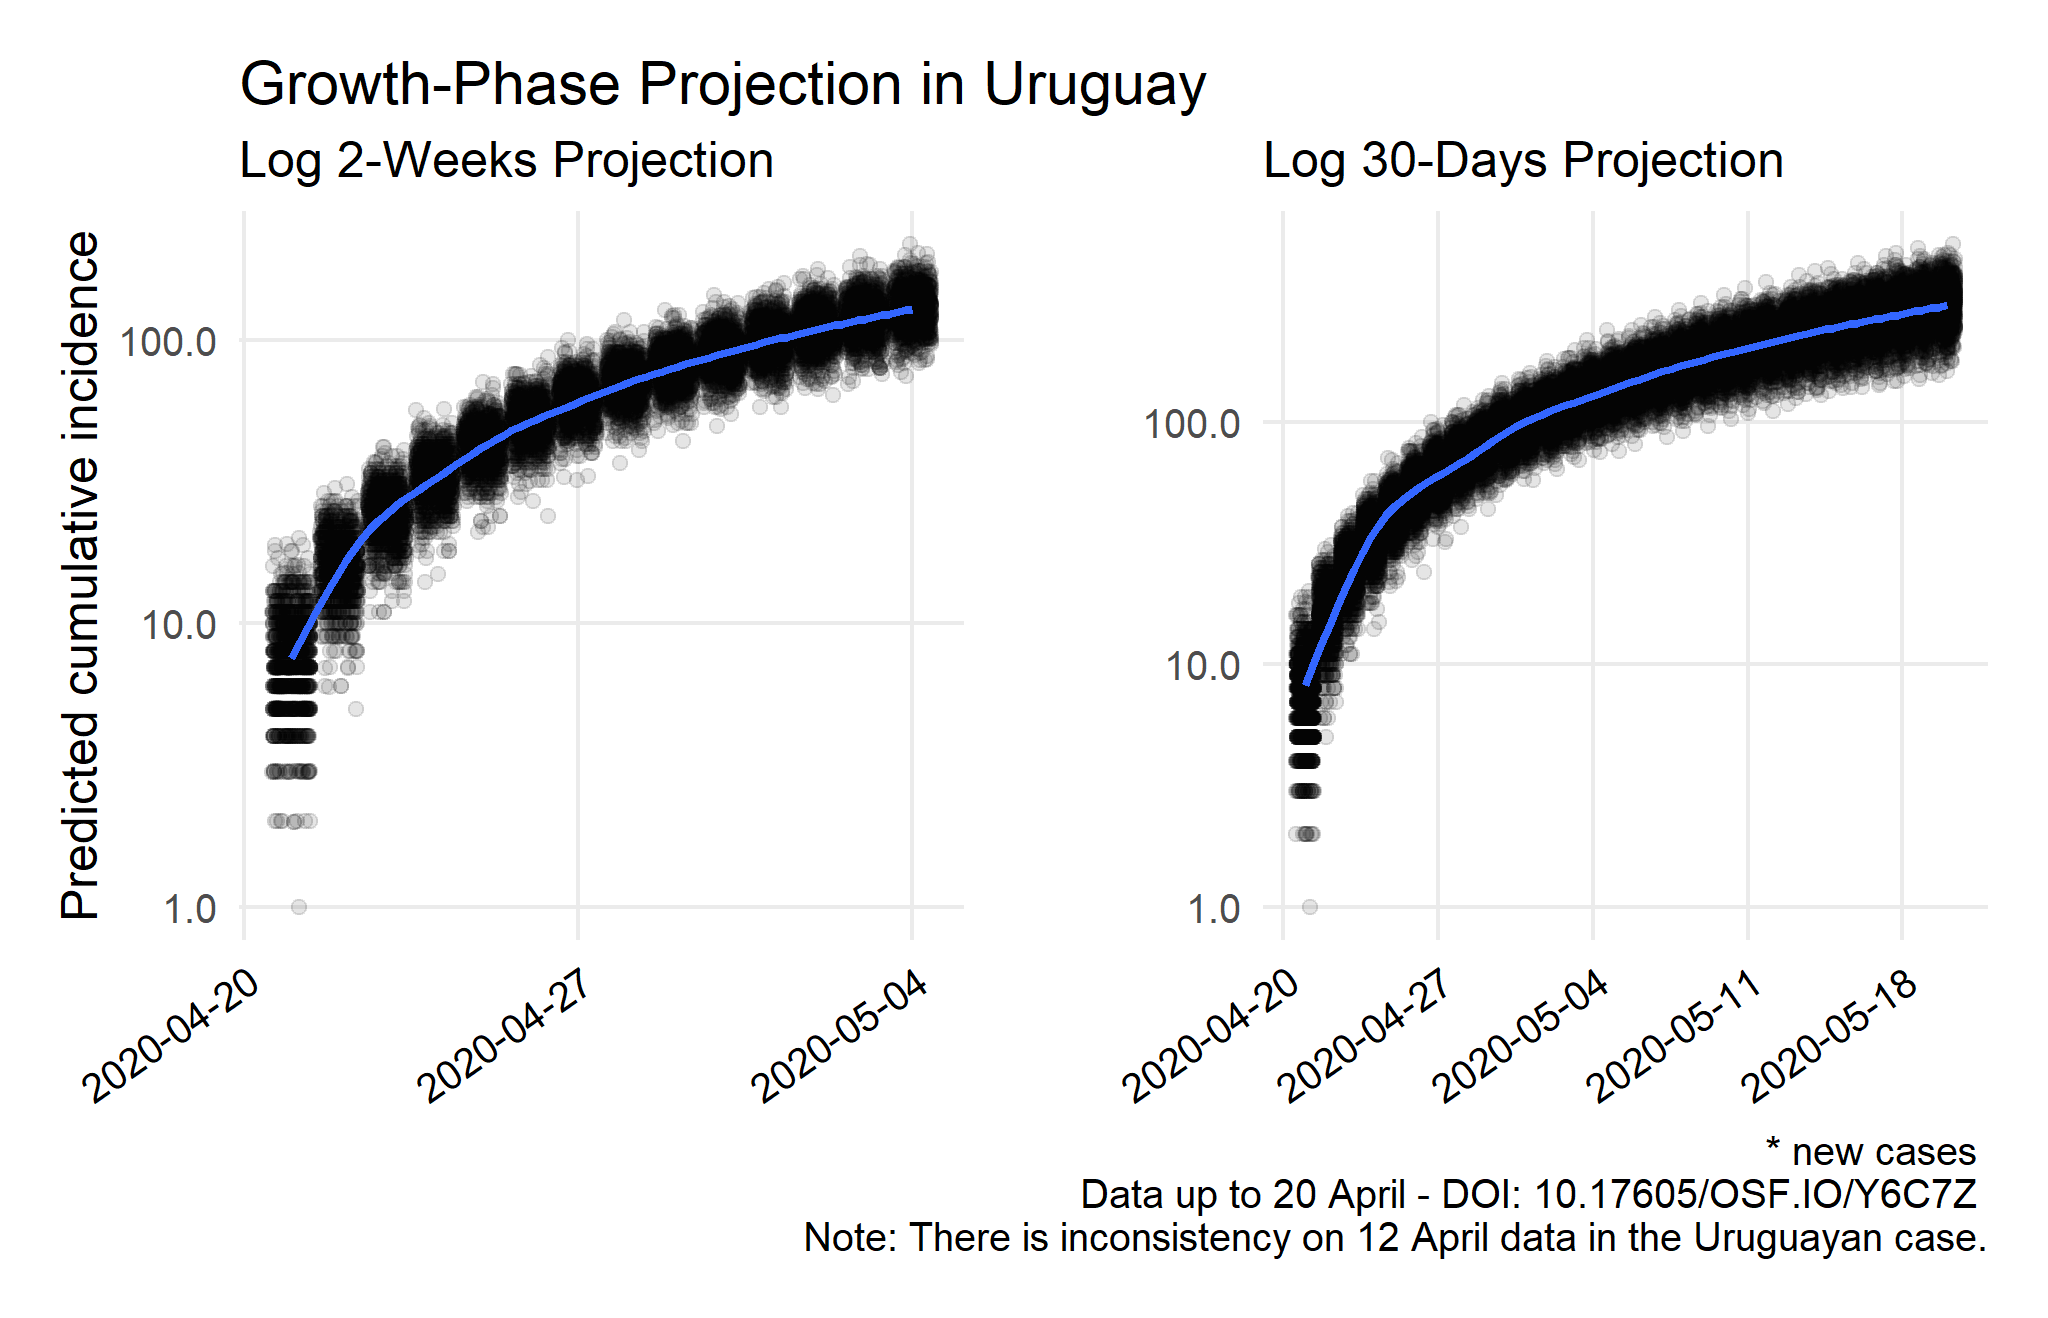 Growth-Phase Projection in Uruguay
Log 2-Weeks Projection
Predicted cumulative incidence
100.0
10.0
1.0
2020-04-20
2020-04-27
2020-05-04
Log 30-Days Projection
100.0
10.0
1.0
2020-04-20
2020-04-27
2020-05-04
2020-05-11
2020-05-18
* new cases
Data up to 20 April - DOI: 10.17605/OSF.IO/Y6C7Z
Note: There is inconsistency on 12 April data in the Uruguayan case.